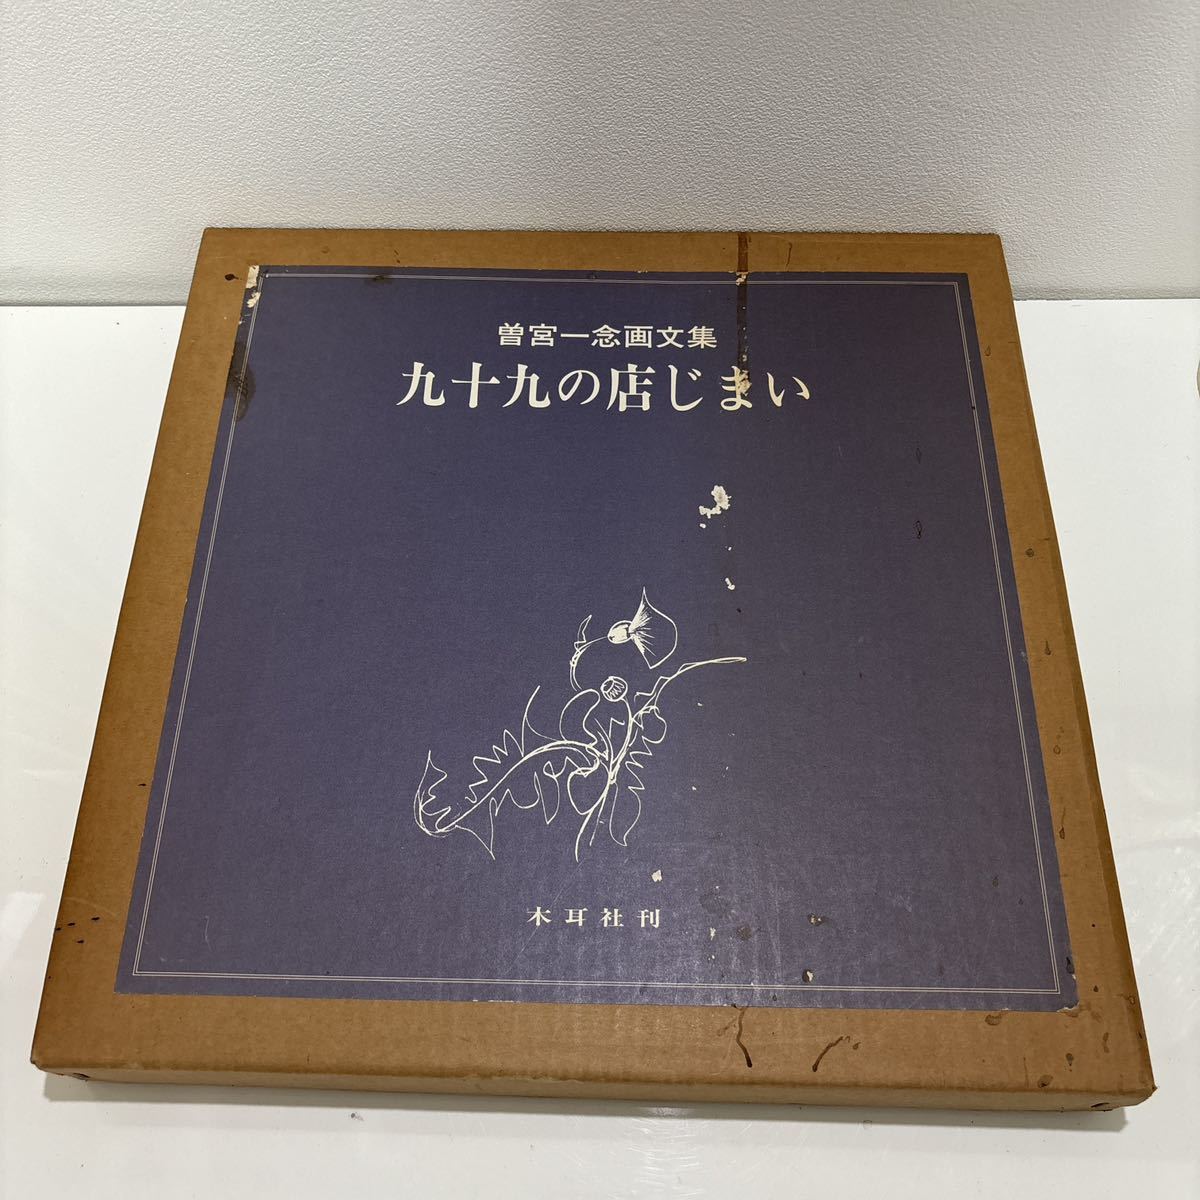 曽宮一念画文集
九十九の店じまい
木耳社刊